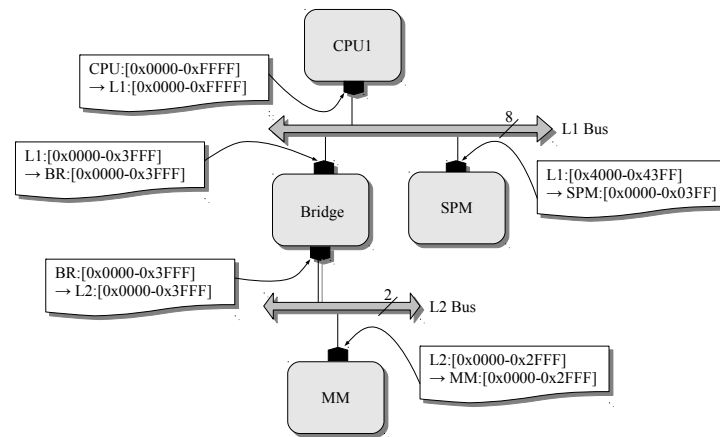 CPU1
CPU:[0x0000-0xFFFF]
→ L1:[0x0000-0xFFFF]
8
L1 Bus
L1:[0x0000-0x3FFF]
→ BR:[0x0000-0x3FFF]
L1:[0x4000-0x43FF]
→ SPM:[0x0000-0x03FF]
Bridge
SPM
BR:[0x0000-0x3FFF]
→ L2:[0x0000-0x3FFF]
2
L2 Bus
L2:[0x0000-0x2FFF]
→ MM:[0x0000-0x2FFF]
MM